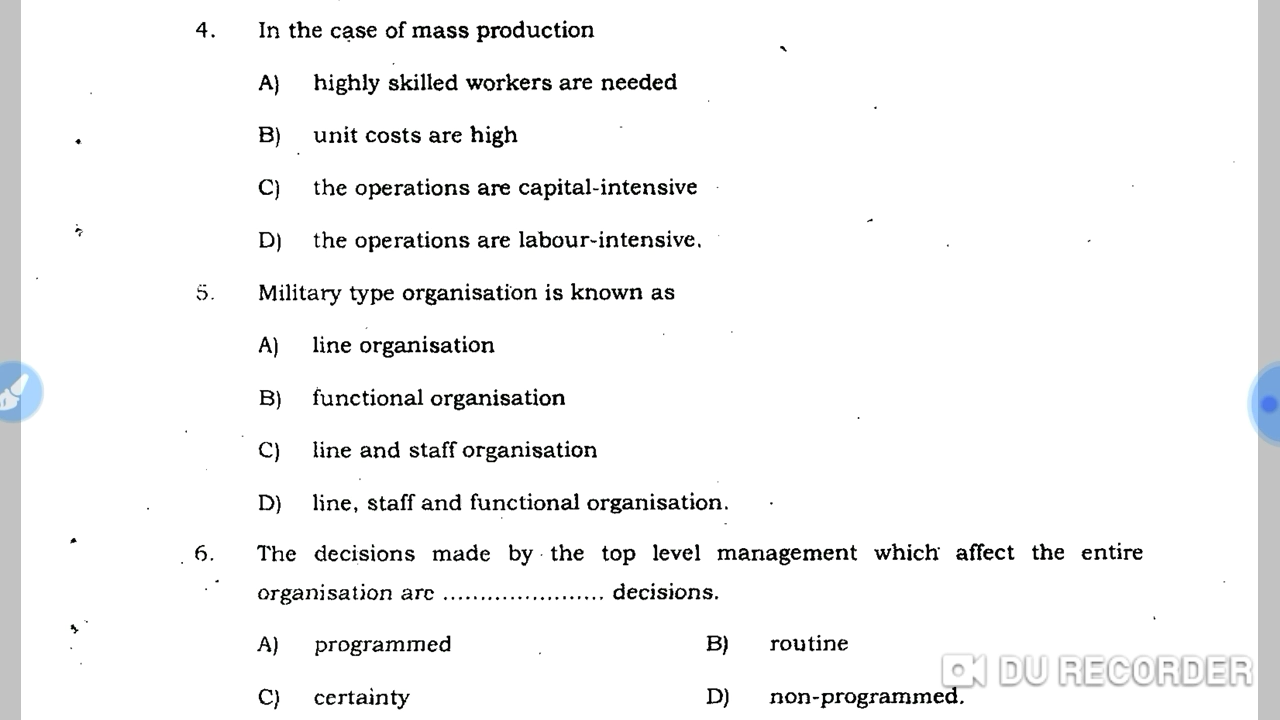 4. In the case of mass production
A) highly skilled workers are needed
B) unit costs are high
C) the operations are capital-intensive
D) the operations are labour-intensive.
5. Military type organisation is known as
A) line organisation
B) functional organisation
C) line and staff organisation
D) line, staff and functional organisation.
6. The decisions made by the top level management which affect the entire
organisation are ...................... decisions.
A) programmed B) routine
DU RECORDER
C) certainty D) non-programmed.